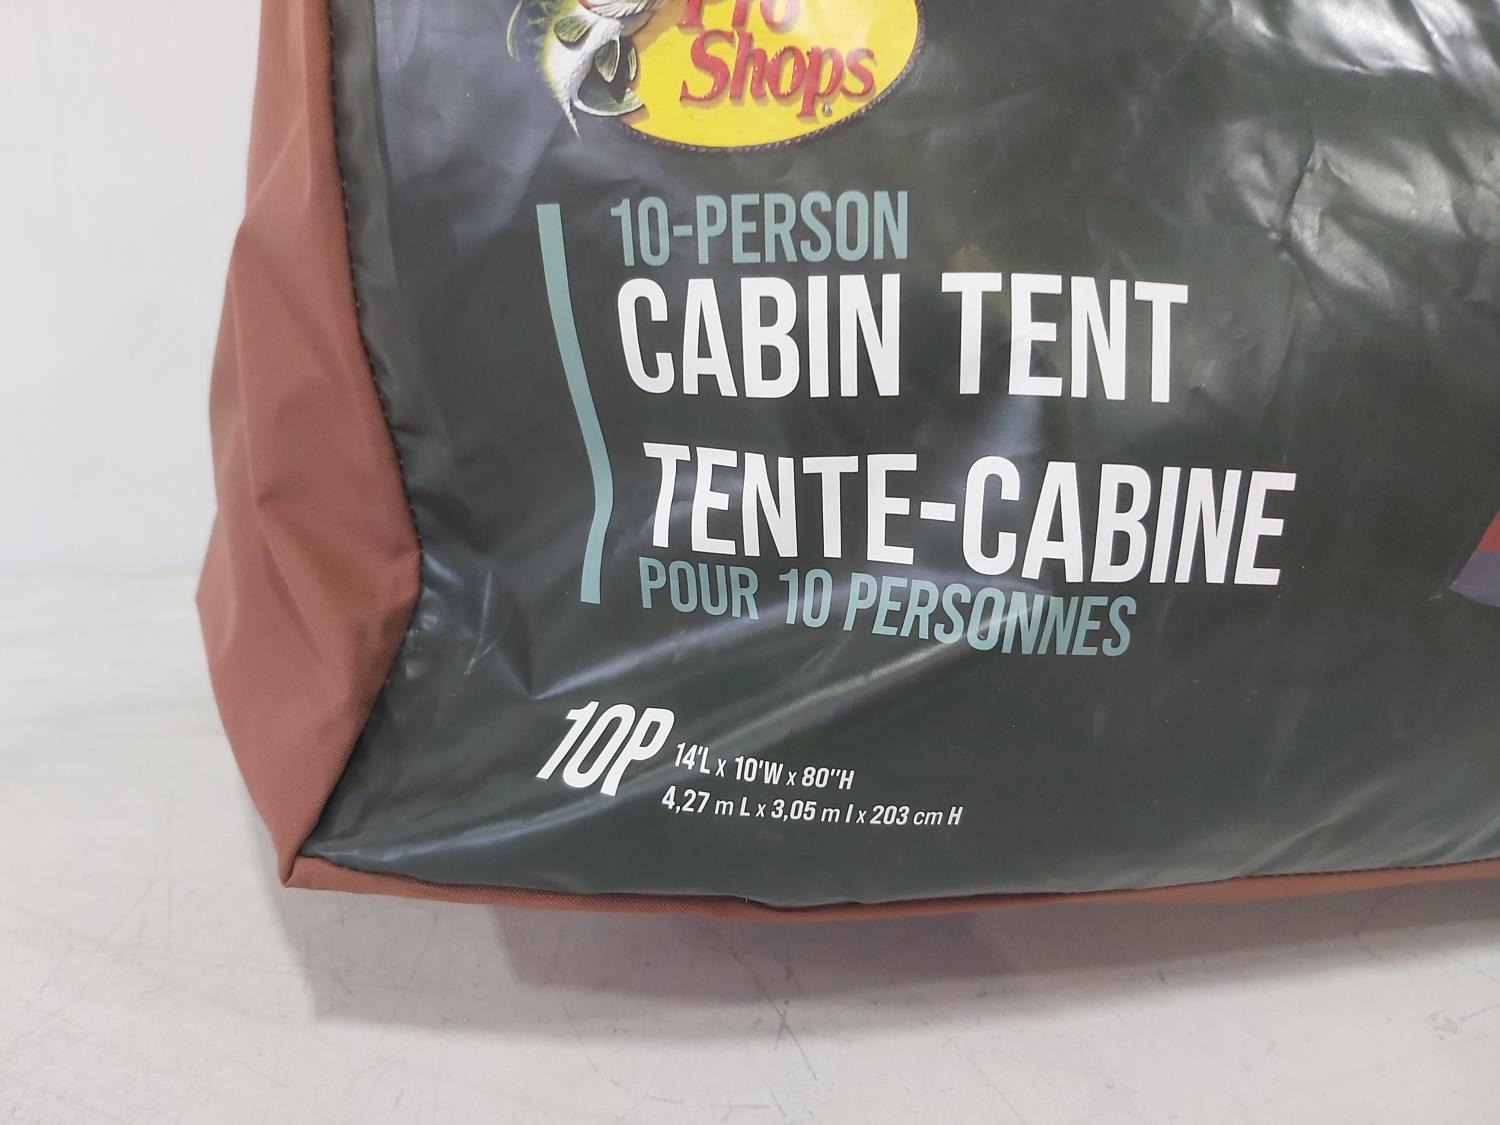 Pro
Shops
10-PERSON
CABIN TENT
TENTE-CABINE
POUR 10 PERSONNES
10P
14'L x 10'W x 80"H
4,27 m L x 3,05 m l x 203 cm H